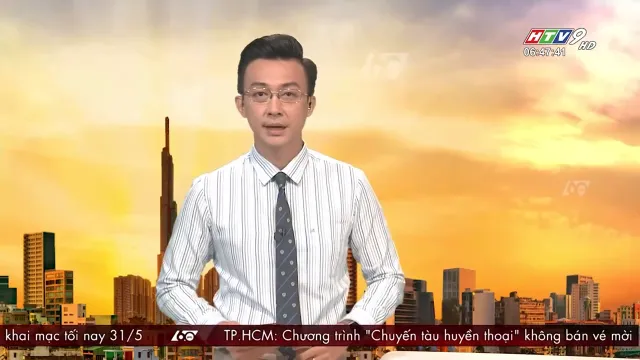 HTV9 HD
06:47:41
khai mạc tối nay 31/5 60 TP.HCM: Chương trình "Chuyến tàu huyền thoại" không bán vé mời